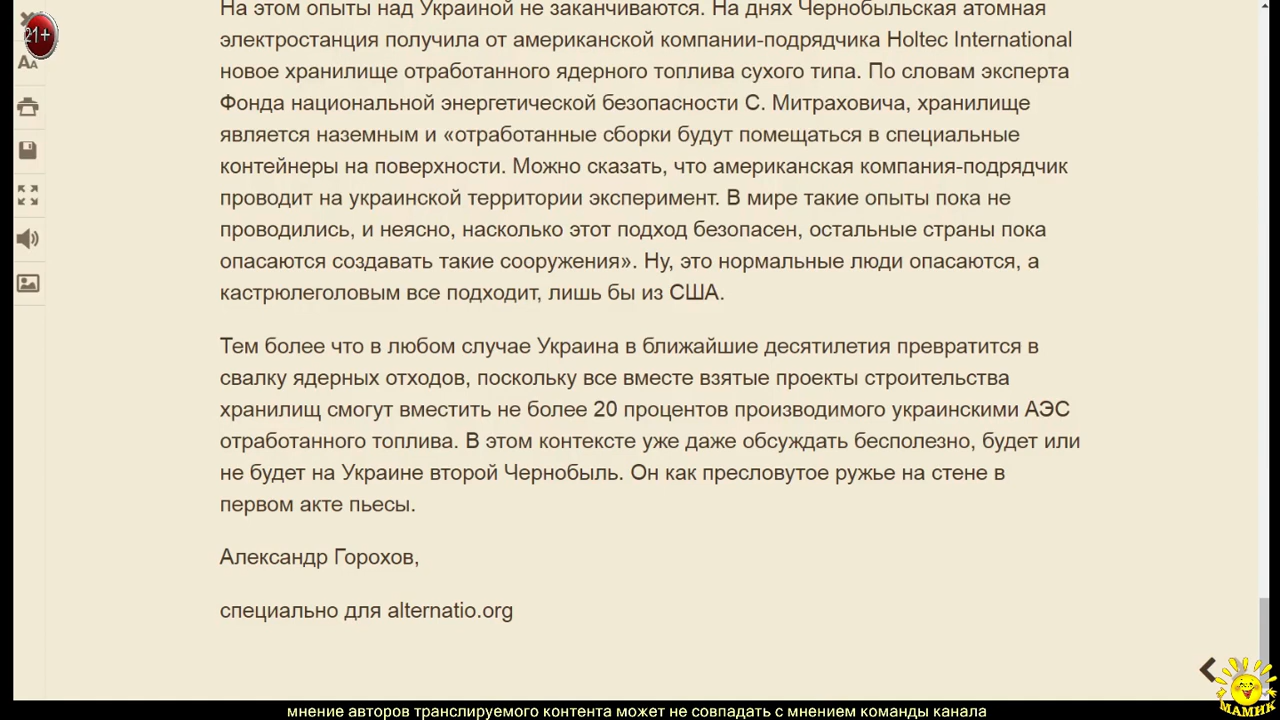 На этом опыты над Украиной не заканчиваются. На днях Чернобыльская атомная
21+
электростанция получила от американской компании-подрядчика Holtec International
AA
новое хранилище отработанного ядерного топлива сухого типа. По словам эксперта
Фонда национальной энергетической безопасности С. Митраховича, хранилище
является наземным и «отработанные сборки будут помещаться в специальные
контейнеры на поверхности. Можно сказать, что американская компания-подрядчик
проводит на украинской территории эксперимент. В мире такие опыты пока не
проводились, и неясно, насколько этот подход безопасен, остальные страны пока
опасаются создавать такие сооружения». Ну, это нормальные люди опасаются, а
кастрюлеголовым все подходит, лишь бы из США.
Тем более что в любом случае Украина в ближайшие десятилетия превратится в
свалку ядерных отходов, поскольку все вместе взятые проекты строительства
хранилищ смогут вместить не более 20 процентов производимого украинскими АЭС
отработанного топлива. В этом контексте уже даже обсуждать бесполезно, будет или
не будет на Украине второй Чернобыль. Он как пресловутое ружье на стене в
первом акте пьесы.
Александр Горохов,
специально для alternatio.org
МАМИК
мнение авторов транслируемого контента может не совпадать с мнением команды канала